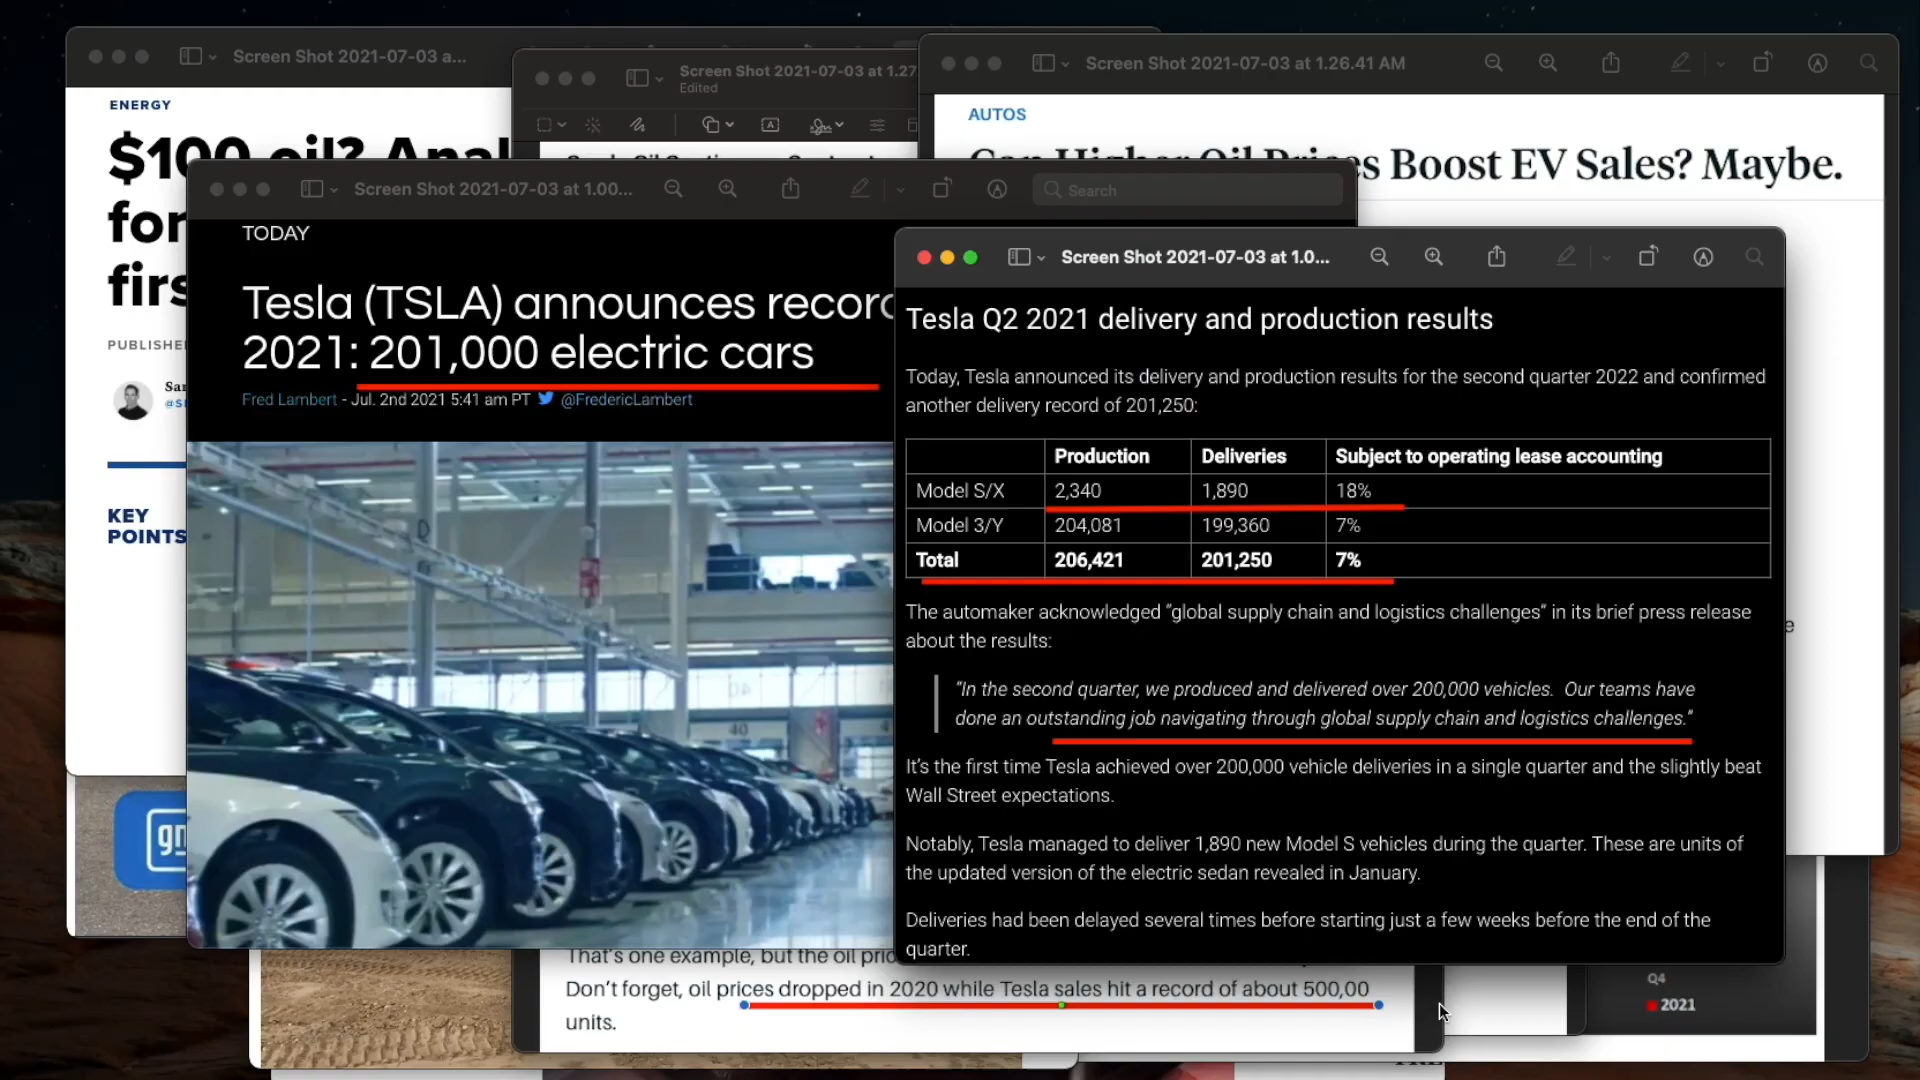 Screen Shot 2021-07-03 a...
ENERGY
$100 oil?
for
firs
PUBLISHE
San
KEY
POINTS
Screen Shot 2021-07-03 at 1.27
Edited
Screen Shot 2021-07-03 at 1.26.41 AM
AUTOS
Can Higher Oil Prices Boost EV Sales? Maybe.
Screen Shot 2021-07-03 at 1.00...
Search
TODAY
Tesla (TSLA) announces record
2021: 201,000 electric cars
Fred Lambert - Jul. 2nd 2021 5:41 am PT @FredericLambert
Screen Shot 2021-07-03 at 1.0...
Tesla Q2 2021 delivery and production results
Today, Tesla announced its delivery and production results for the second quarter 2022 and confirmed
another delivery record of 201,250:
Production Deliveries Subject to operating lease accounting
Model S/X 2,340 1,890 18%
Model 3/Y 204,081 199,360 7%
Total 206,421 201,250 7%
The automaker acknowledged “global supply chain and logistics challenges“ in its brief press release
about the results:
“In the second quarter, we produced and delivered over 200,000 vehicles. Our teams have
done an outstanding job navigating through global supply chain and logistics challenges.”
It’s the first time Tesla achieved over 200,000 vehicle deliveries in a single quarter and the slightly beat
Wall Street expectations.
Notably, Tesla managed to deliver 1,890 new Model S vehicles during the quarter. These are units of
the updated version of the electric sedan revealed in January.
Deliveries had been delayed several times before starting just a few weeks before the end of the
quarter.
gm
That’s one example, but the oil pric
Don’t forget, oil prices dropped in 2020 while Tesla sales hit a record of about 500,00
units.
Q4
2021